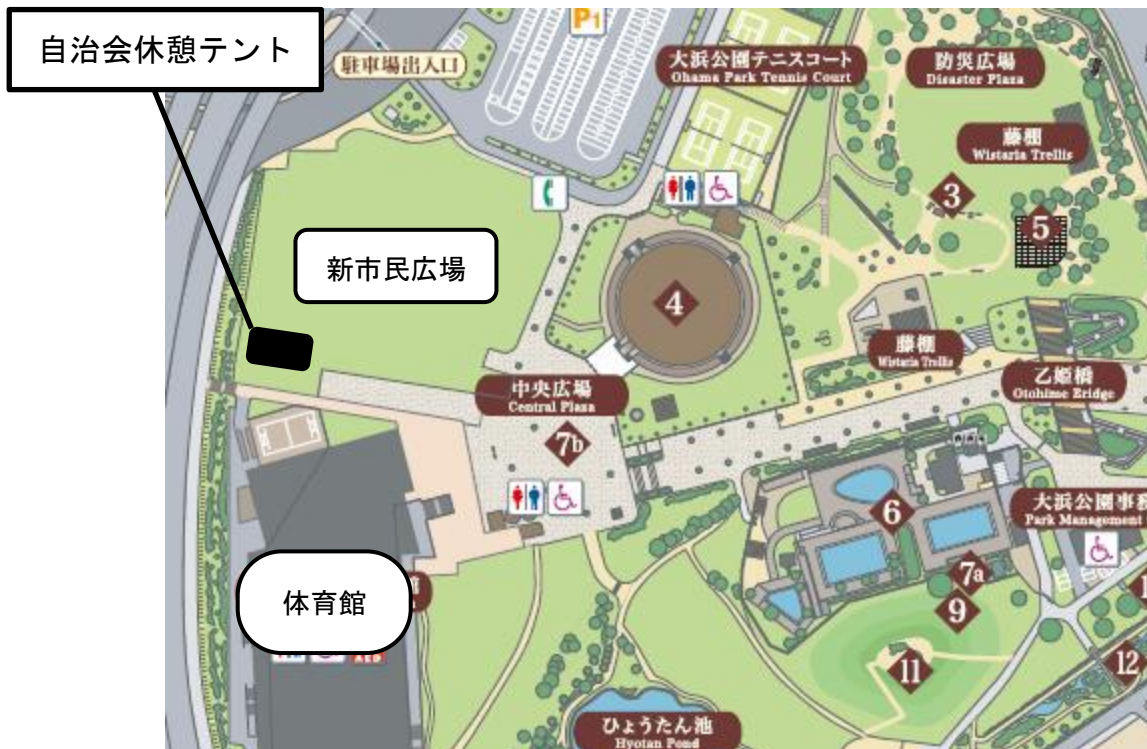 自治会休憩テント
P1
駐車場出入口
大浜公園テニスコート
Ohama Park Tennis Court
防災広場
Disaster Plaza
藤棚
Wistaria Trellis
3
5
新市民広場
4
藤棚
Wistaria Trellis
乙姫橋
Otohime Bridge
中央広場
Central Plaza
7b
6
大浜公園事
Park Management
7a
9
体育館
11
12
ひょうたん池
Hyotan Pond